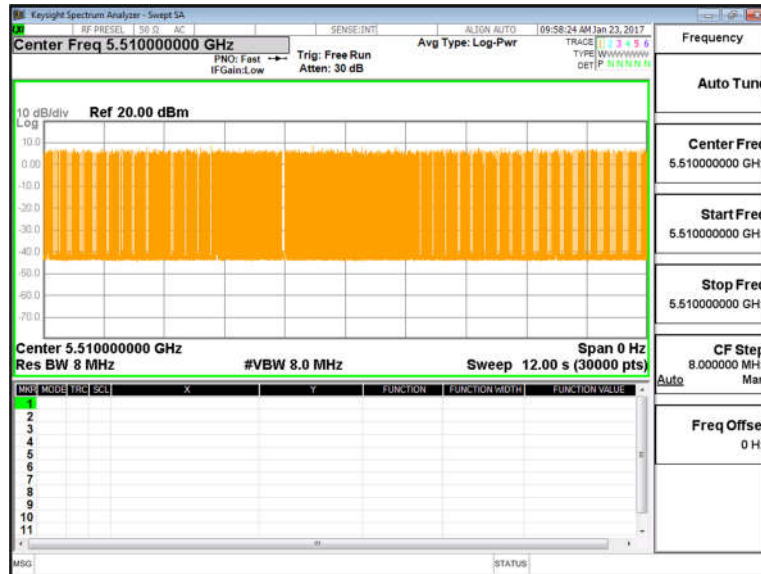 Keysight Spectrum Analyzer - Swept SA
RF PRESEL 50 Ω AC SENSE:INT ALIGN AUTO 09:58:24 AM Jan 23, 2017
Center Freq 5.510000000 GHz
PNO: Fast
IFGain:Low
Trig: Free Run
Atten: 30 dB
Avg Type: Log-Pwr
TRACE 1 2 3 4 5 6
TYPE WWWWWW
DET P N N N N N
10 dB/div Ref 20.00 dBm
Log
10.0
0.00
-10.0
-20.0
-30.0
-40.0
-50.0
-60.0
-70.0
Center 5.510000000 GHz Span 0 Hz
Res BW 8 MHz #VBW 8.0 MHz Sweep 12.00 s (30000 pts)
MKR MODE TRC SCL X Y FUNCTION FUNCTION WIDTH FUNCTION VALUE
1
2
3
4
5
6
7
8
9
10
11
MSG STATUS
Frequency
Auto Tune
Center Freq
5.510000000 GH
Start Freq
5.510000000 GH
Stop Freq
5.510000000 GH
CF Step
8.000000 MH
Auto Man
Freq Offse
0 H